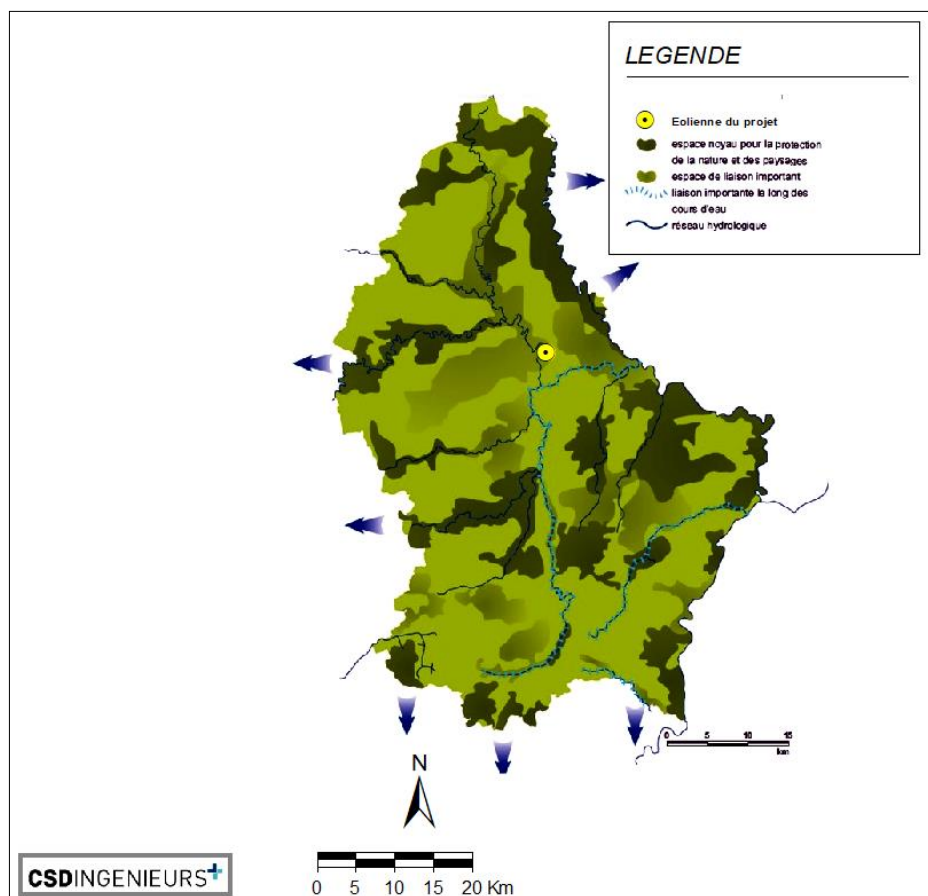 LEGENDE
Eolienne du projet
espace noyau pour la protection
de la nature et des paysages
espace de liaison important
liaison importante la long des
cours d'eau
réseau hydrologique
0 5 10 15
km
N
0 5 10 15 20 Km
CSDINGENIEURS+